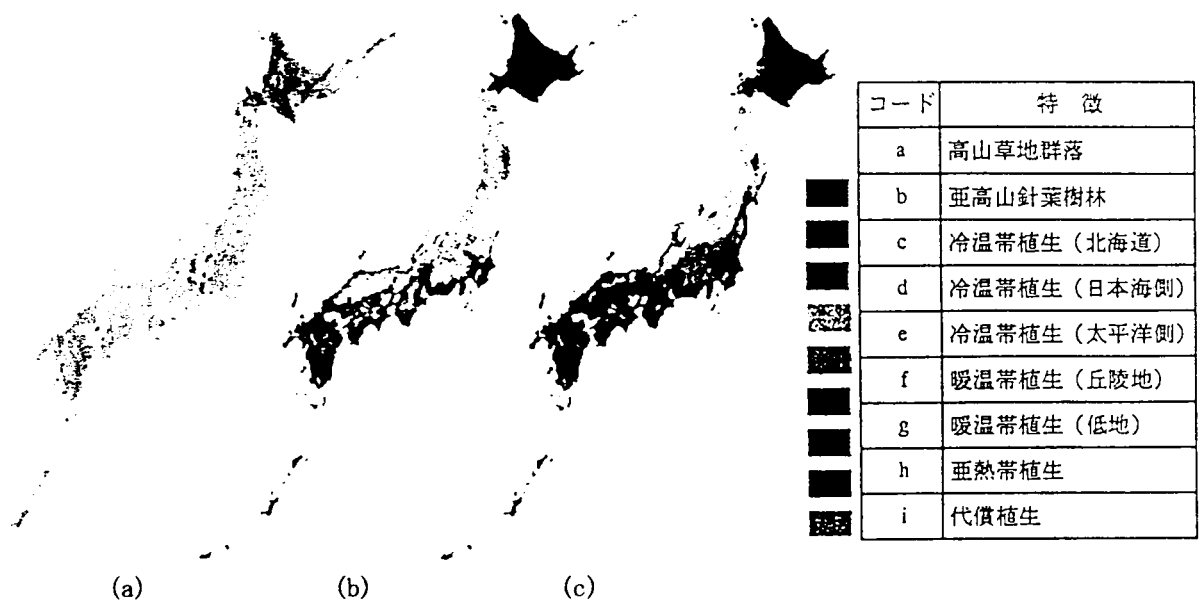 コード 特 徴
a 高山草地群落
b 亜高山針葉樹林
c 冷温帯植生(北海道)
d 冷温帯植生(日本海側)
e 冷温帯植生(太平洋側)
f 暖温帯植生(丘陵地)
g 暖温帯植生(低地)
h 亜熱帯植生
i 代償植生
(a) (b) (c)